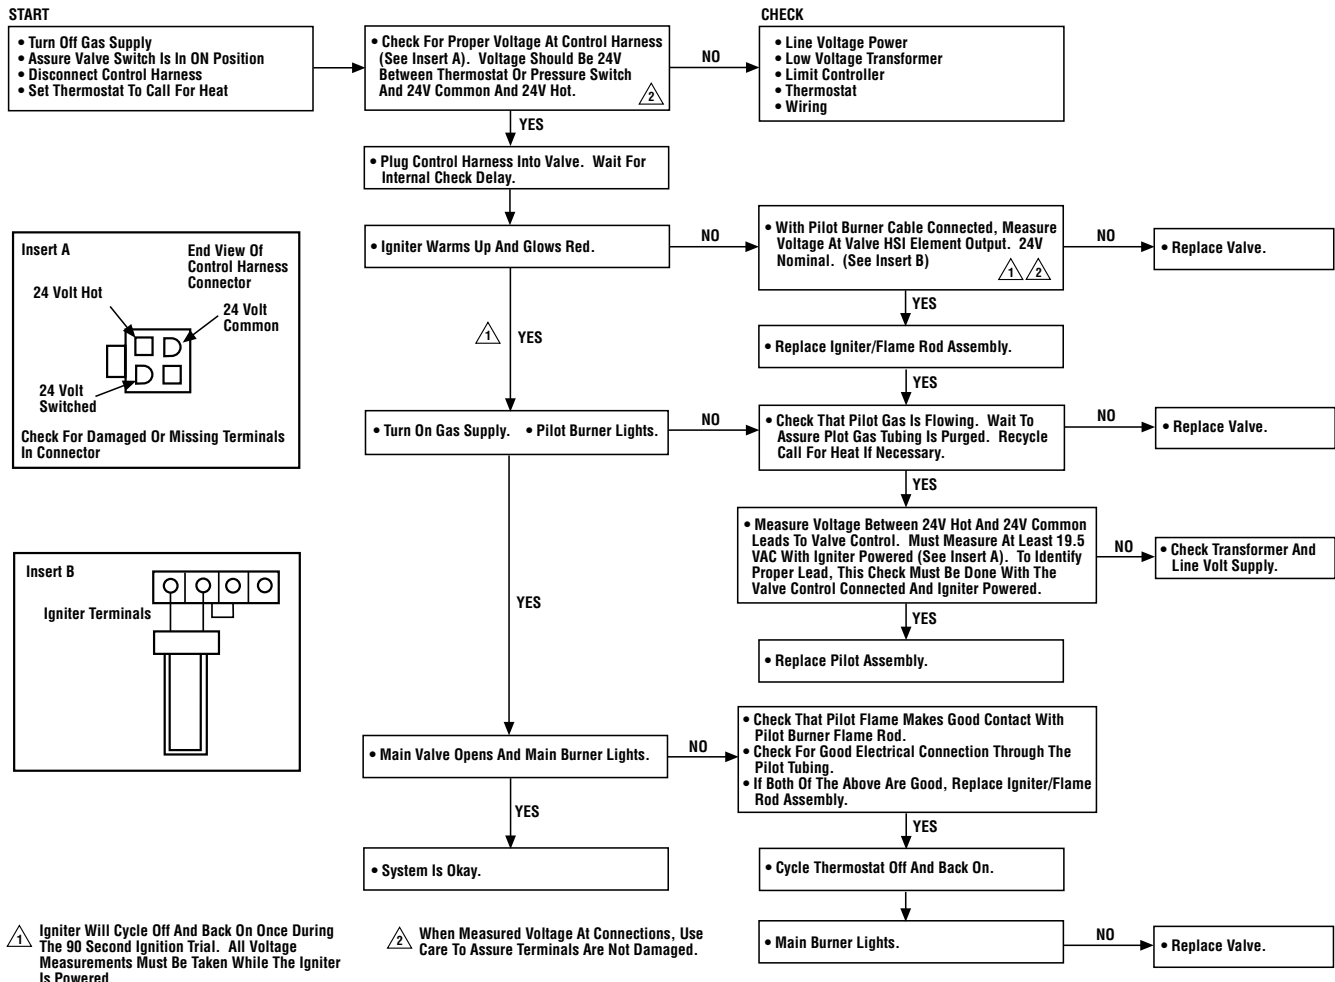 START
• Turn Off Gas Supply
• Assure Valve Switch Is In ON Position
• Disconnect Control Harness
• Set Thermostat To Call For Heat
• Check For Proper Voltage At Control Harness
(See Insert A). Voltage Should Be 24V
Between Thermostat Or Pressure Switch
And 24V Common And 24V Hot.
2
NO
CHECK
• Line Voltage Power
• Low Voltage Transformer
• Limit Controller
• Thermostat
• Wiring
YES
• Plug Control Harness Into Valve. Wait For
Internal Check Delay.
• Igniter Warms Up And Glows Red.
NO
• With Pilot Burner Cable Connected, Measure
Voltage At Valve HSI Element Output. 24V
Nominal. (See Insert B)
1 2
NO
• Replace Valve.
YES
• Replace Igniter/Flame Rod Assembly.
YES
1
YES
• Turn On Gas Supply. • Pilot Burner Lights.
NO
• Check That Pilot Gas Is Flowing. Wait To
Assure Plot Gas Tubing Is Purged. Recycle
Call For Heat If Necessary.
NO
• Replace Valve.
YES
• Measure Voltage Between 24V Hot And 24V Common
Leads To Valve Control. Must Measure At Least 19.5
VAC With Igniter Powered (See Insert A). To Identify
Proper Lead, This Check Must Be Done With The
Valve Control Connected And Igniter Powered.
NO
• Check Transformer And
Line Volt Supply.
YES
• Replace Pilot Assembly.
YES
• Main Valve Opens And Main Burner Lights.
NO
• Check That Pilot Flame Makes Good Contact With
Pilot Burner Flame Rod.
• Check For Good Electrical Connection Through The
Pilot Tubing.
• If Both Of The Above Are Good, Replace Igniter/Flame
Rod Assembly.
YES
YES
• System Is Okay.
• Cycle Thermostat Off And Back On.
• Main Burner Lights.
NO
• Replace Valve.
Insert A
End View Of
Control Harness
Connector
24 Volt Hot
24 Volt
Common
24 Volt
Switched
Check For Damaged Or Missing Terminals
In Connector
Insert B
Igniter Terminals
1
Igniter Will Cycle Off And Back On Once During
The 90 Second Ignition Trial. All Voltage
Measurements Must Be Taken While The Igniter
Is Powered
2
When Measured Voltage At Connections, Use
Care To Assure Terminals Are Not Damaged.